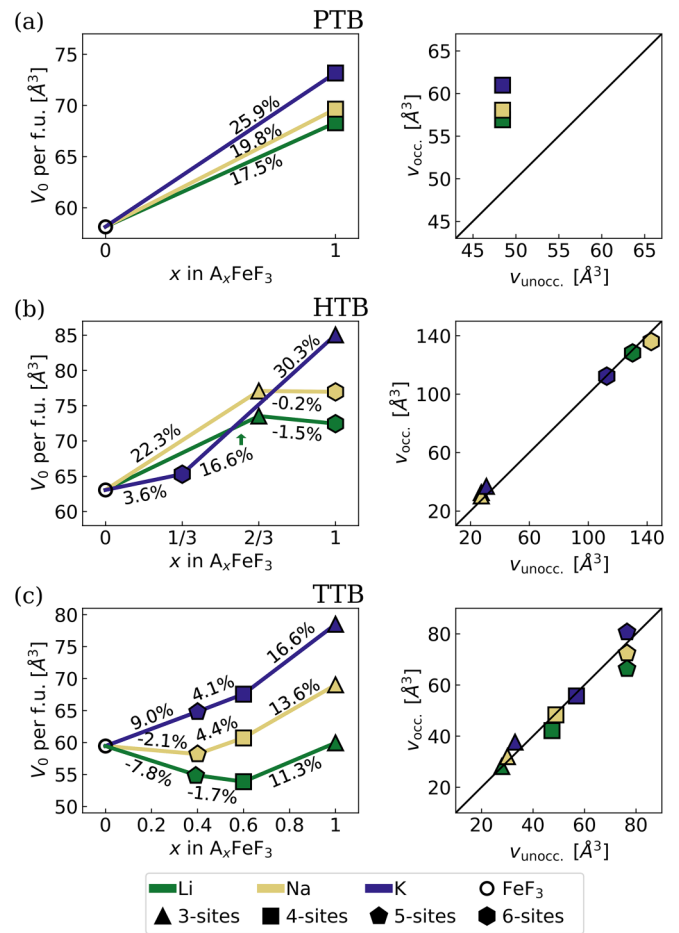 (a) PTB
75
70
65
60
V₀ per f.u. [Å³]
25.9%
19.8%
17.5%
0 1
x in AₓFeF₃
65
60
55
50
45
v_occ. [Å³]
45 50 55 60 65
v_unocc. [Å³]
(b) HTB
85
80
75
70
65
60
V₀ per f.u. [Å³]
30.3%
22.3%
-0.2%
-1.5%
16.6%
3.6%
0 1/3 2/3 1
x in AₓFeF₃
140
100
60
20
v_occ. [Å³]
20 60 100 140
v_unocc. [Å³]
(c) TTB
80
75
70
65
60
55
50
V₀ per f.u. [Å³]
16.6%
4.1%
9.0%
13.6%
4.4%
-2.1%
-7.8%
-1.7%
11.3%
0 0.2 0.4 0.6 0.8 1
x in AₓFeF₃
80
60
40
20
v_occ. [Å³]
20 40 60 80
v_unocc. [Å³]
Li Na K FeF₃
3-sites 4-sites 5-sites 6-sites